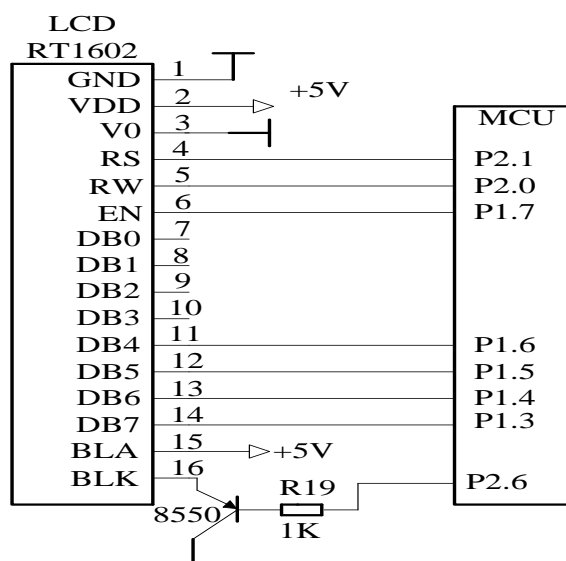 LCD
RT1602
GND 1
VDD 2 +5V
V0 3
MCU
RS 4 P2.1
RW 5 P2.0
EN 6 P1.7
DB0 7
DB1 8
DB2 9
DB3 10
DB4 11 P1.6
DB5 12 P1.5
DB6 13 P1.4
DB7 14 P1.3
BLA 15 +5V
BLK 16
R19 P2.6
8550
1K